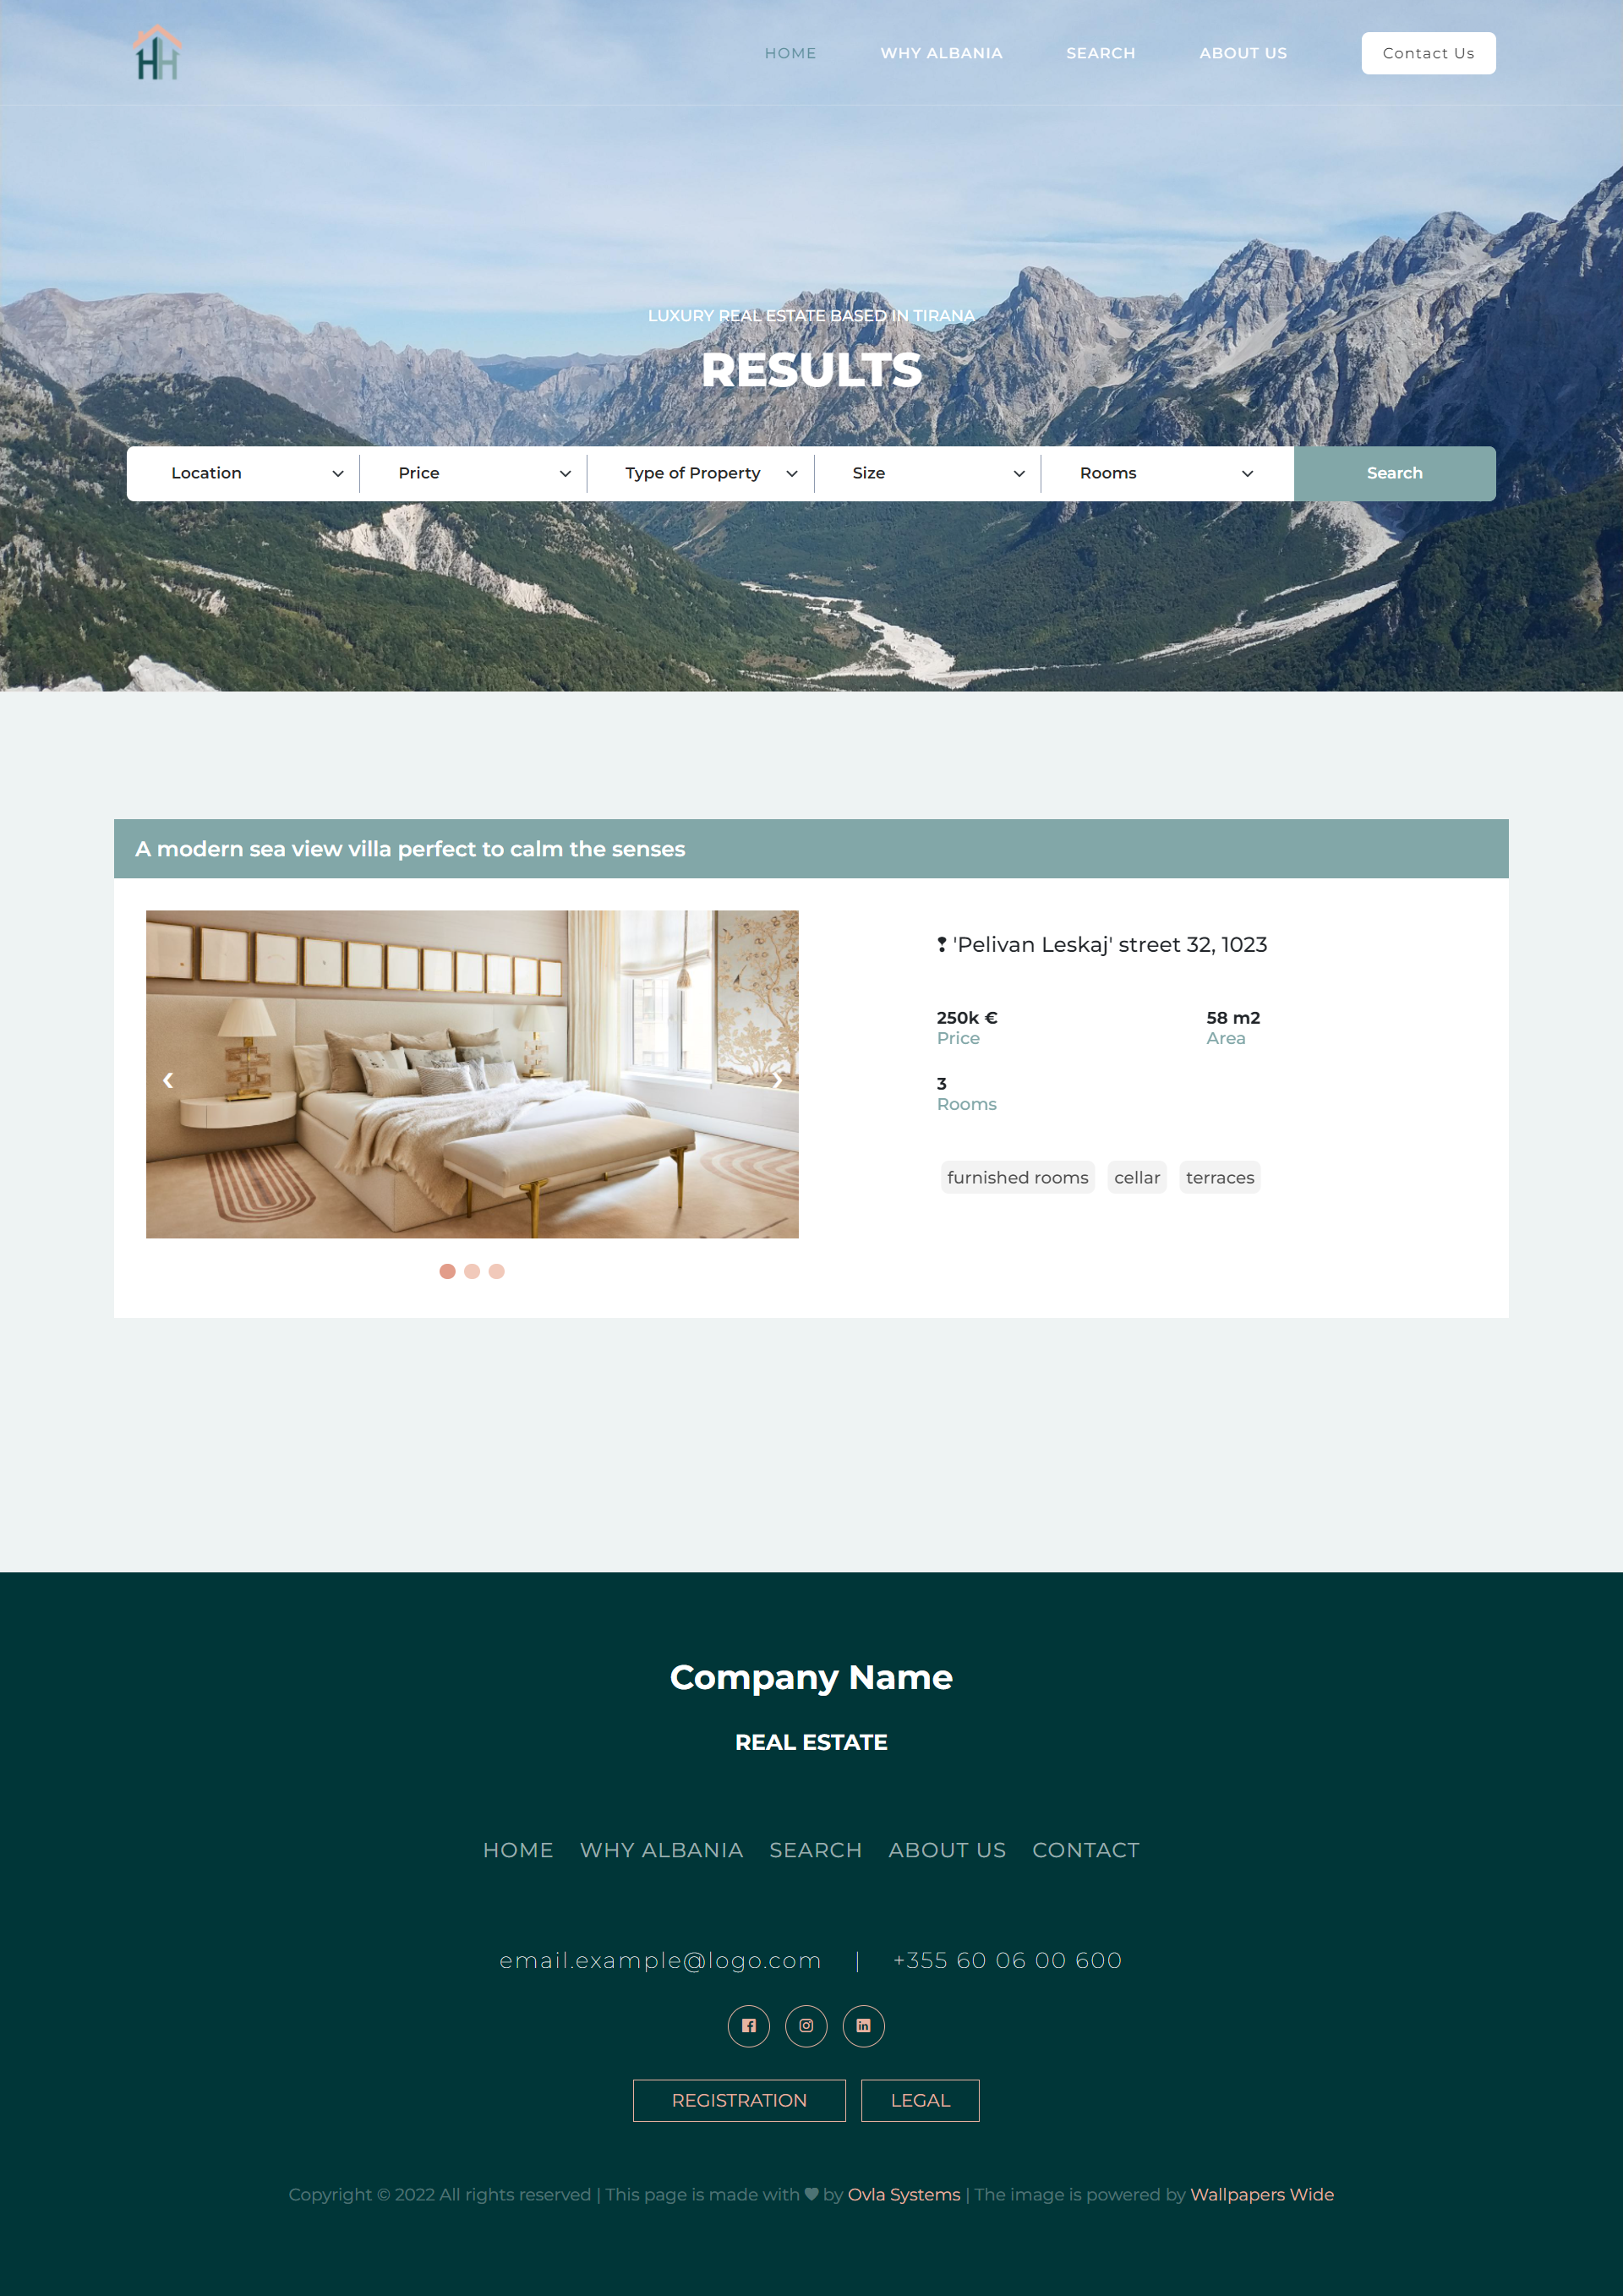 HH
HOME WHY ALBANIA SEARCH ABOUT US Contact Us
LUXURY REAL ESTATE BASED IN TIRANA
RESULTS
Location Price Type of Property Size Rooms Search
A modern sea view villa perfect to calm the senses
'Pelivan Leskaj' street 32, 1023
250k € 58 m2
Price Area
3
Rooms
furnished rooms cellar terraces
Company Name
REAL ESTATE
HOME WHY ALBANIA SEARCH ABOUT US CONTACT
email.example@logo.com | +355 60 06 00 600
REGISTRATION LEGAL
Copyright © 2022 All rights reserved | This page is made with ♥ by Ovla Systems | The image is powered by Wallpapers Wide